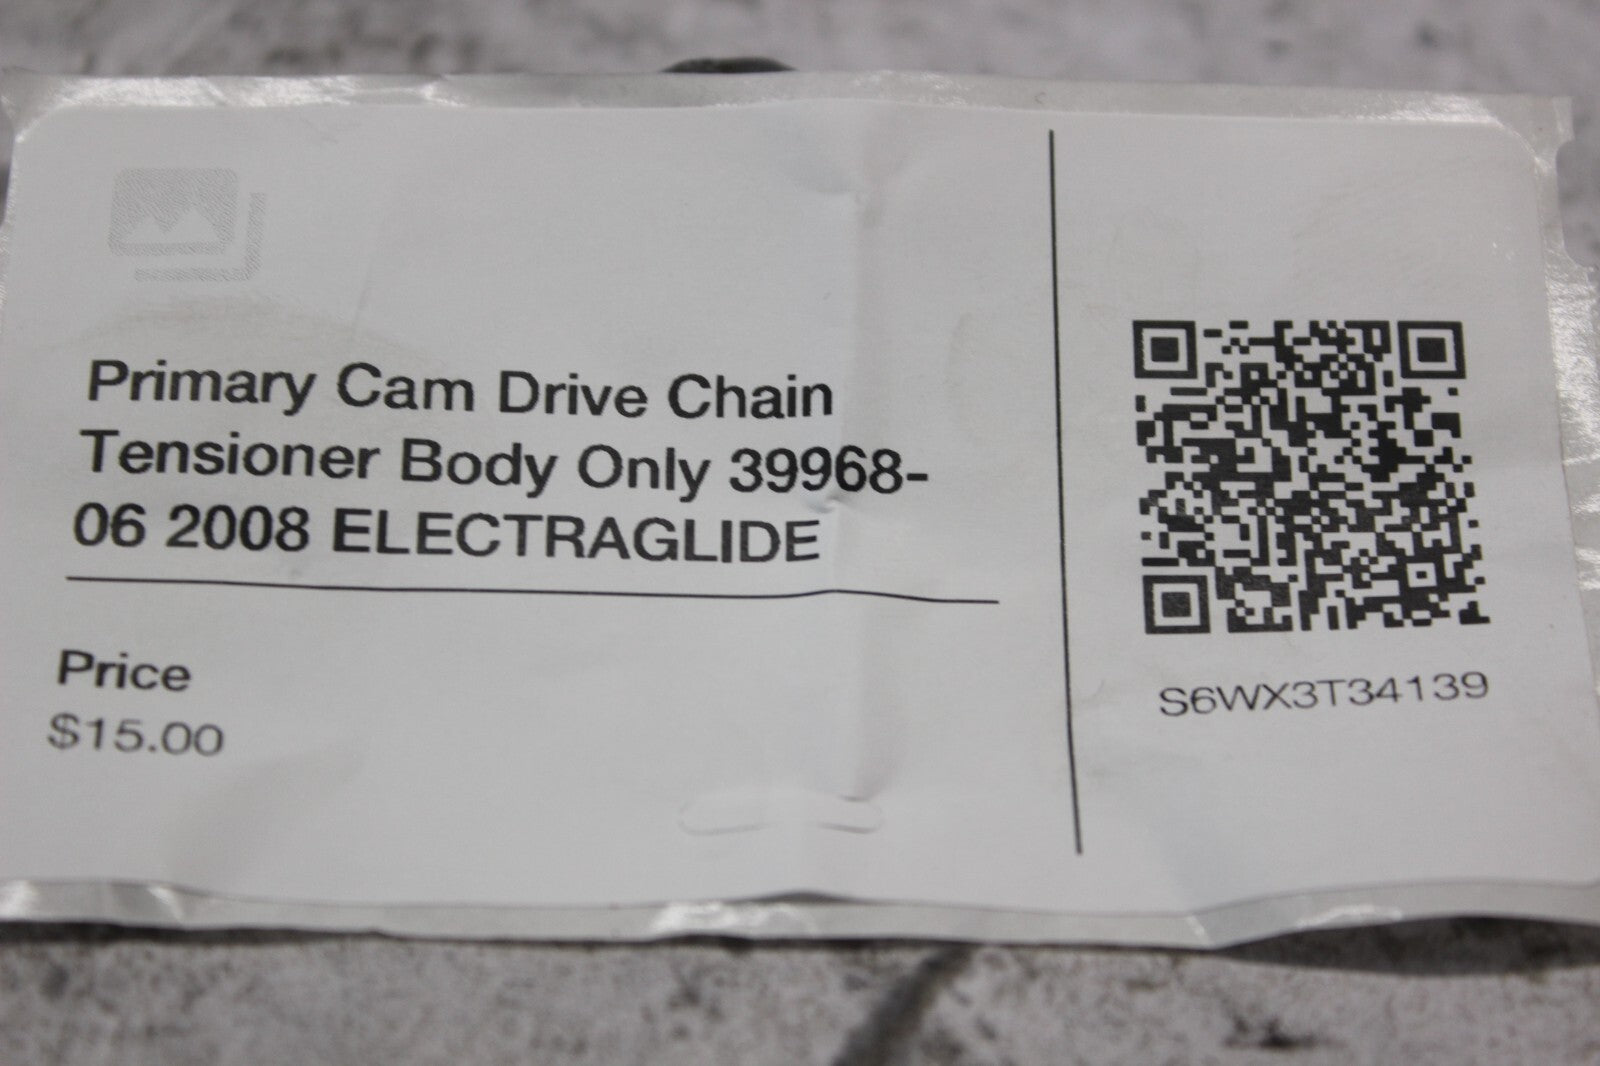 Primary Cam Drive Chain
Tensioner Body Only 39968-
06 2008 ELECTRAGLIDE
Price
$15.00
S6WX3T34139